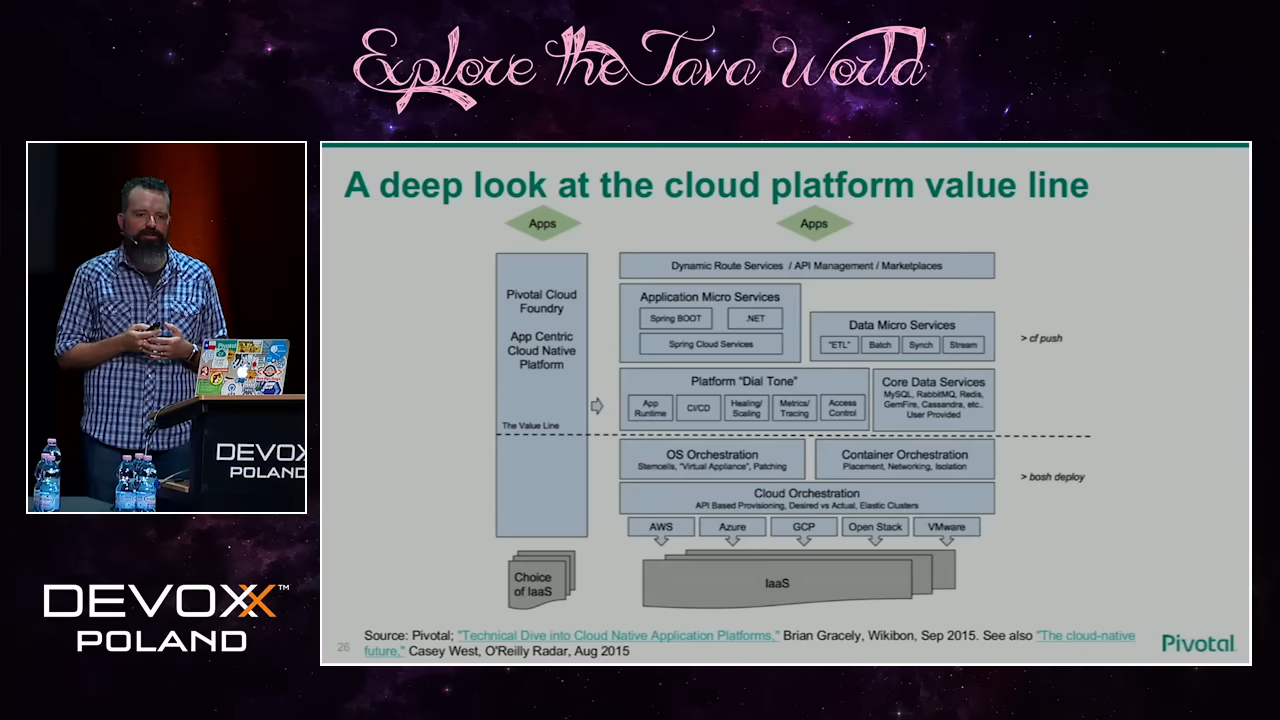 Explore the Java World
A deep look at the cloud platform value line
Apps
Apps
Pivotal Cloud
Foundry
App Centric
Cloud Native
Platform
The Value Line
Dynamic Route Services / API Management / Marketplaces
Application Micro Services
Spring BOOT
.NET
Spring Cloud Services
Data Micro Services
"ETL"
Batch
Synch
Stream
> cf push
Platform "Dial Tone"
App
Runtime
CI/CD
Healing/
Scaling
Metrics/
Tracing
Access
Control
Core Data Services
MySQL, RabbitMQ, Redis,
GemFire, Cassandra, etc..
User Provided
OS Orchestration
Stemcells, "Virtual Appliance", Patching
Container Orchestration
Placement, Networking, Isolation
> bosh deploy
Cloud Orchestration
API Based Provisioning, Desired vs Actual, Elastic Clusters
AWS
Azure
GCP
Open Stack
VMware
Choice
of IaaS
IaaS
Source: Pivotal; "Technical Dive into Cloud Native Application Platforms," Brian Gracely, Wikibon, Sep 2015. See also "The cloud-native
future," Casey West, O'Reilly Radar, Aug 2015
26
Pivotal
DEVOX
POLAND
DEVOXX™
POLAND